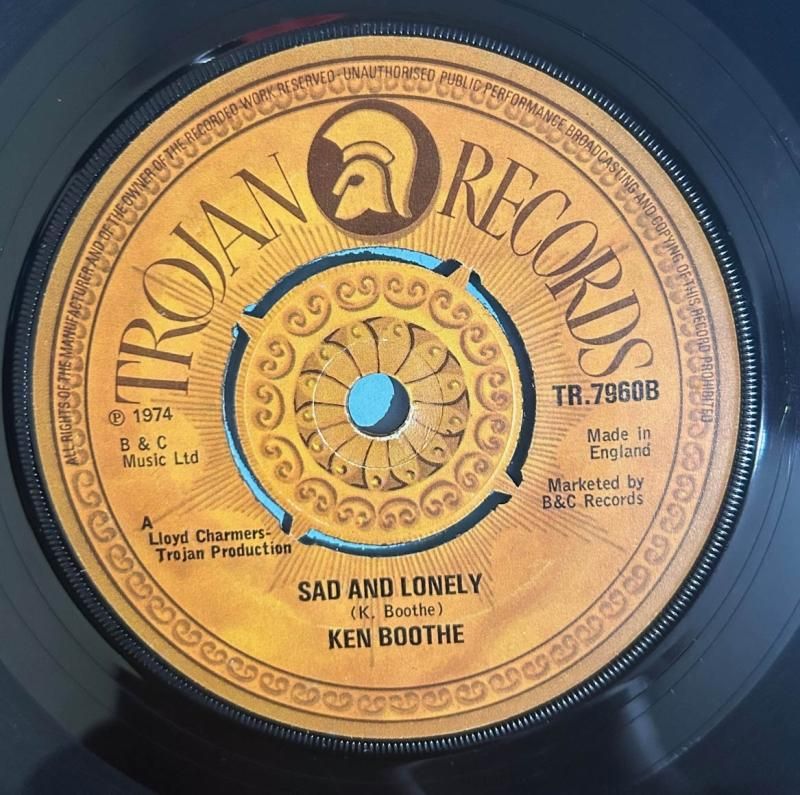 ALL RIGHTS OF THE MANUFACTURER AND OF THE OWNER OF THE RECORDED WORK RESERVED · UNAUTHORISED PUBLIC PERFORMANCE BROADCASTING AND COPYING OF THIS RECORD PROHIBITED
TROJAN RECORDS
TR.7960B
℗ 1974
B & C
Music Ltd
Made in
England
Marketed by
B&C Records
A
Lloyd Charmers-
Trojan Production
SAD AND LONELY
(K. Boothe)
KEN BOOTHE